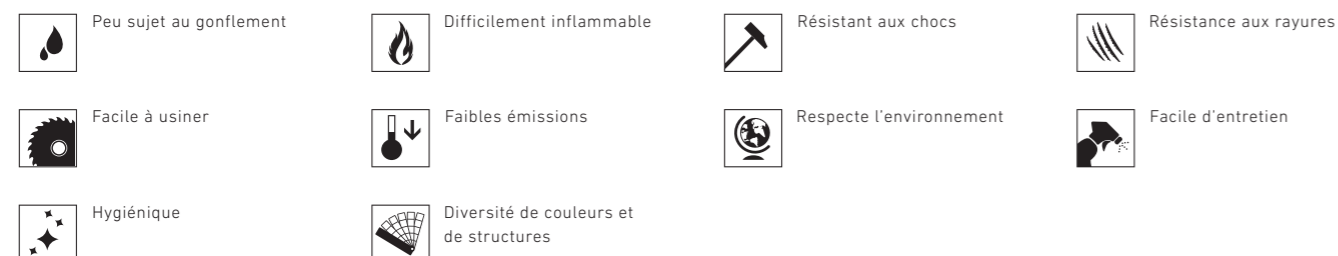 Peu sujet au gonflement
Difficilement inflammable
Résistant aux chocs
Résistance aux rayures
Facile à usiner
Faibles émissions
Respecte l'environnement
Facile d'entretien
Hygiénique
Diversité de couleurs et
de structures